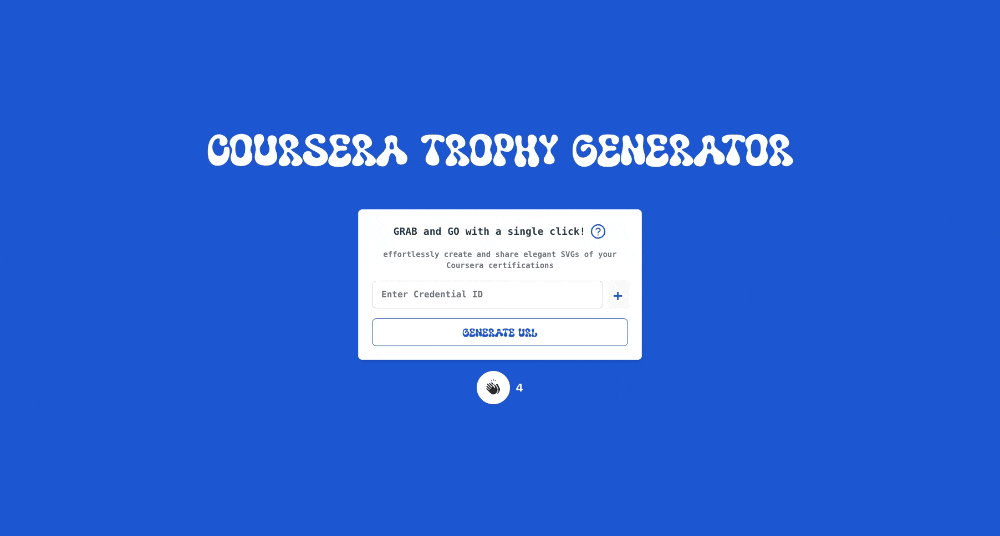 COURSERA TROPHY GENERATOR
GRAB and GO with a single click! ?
effortlessly create and share elegant SVGs of your
Coursera certifications
Enter Credential ID +
GENERATE URL
4